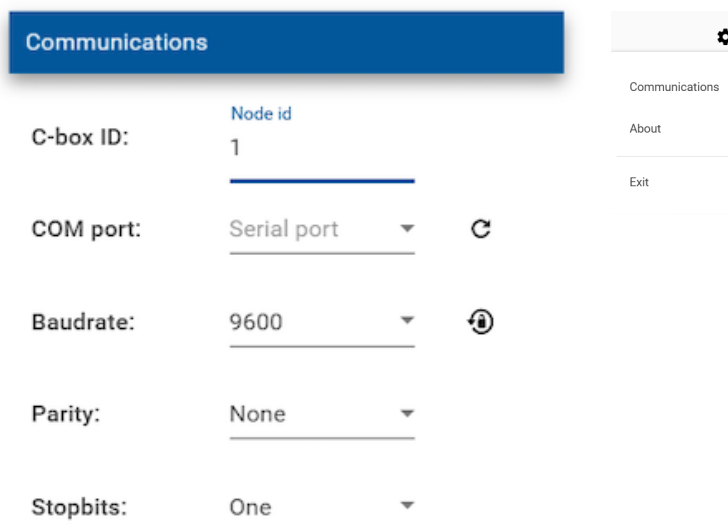 Communications
C-box ID:
Node id
1
COM port:
Serial port
Baudrate:
9600
Parity:
None
Stopbits:
One
Communications
About
Exit